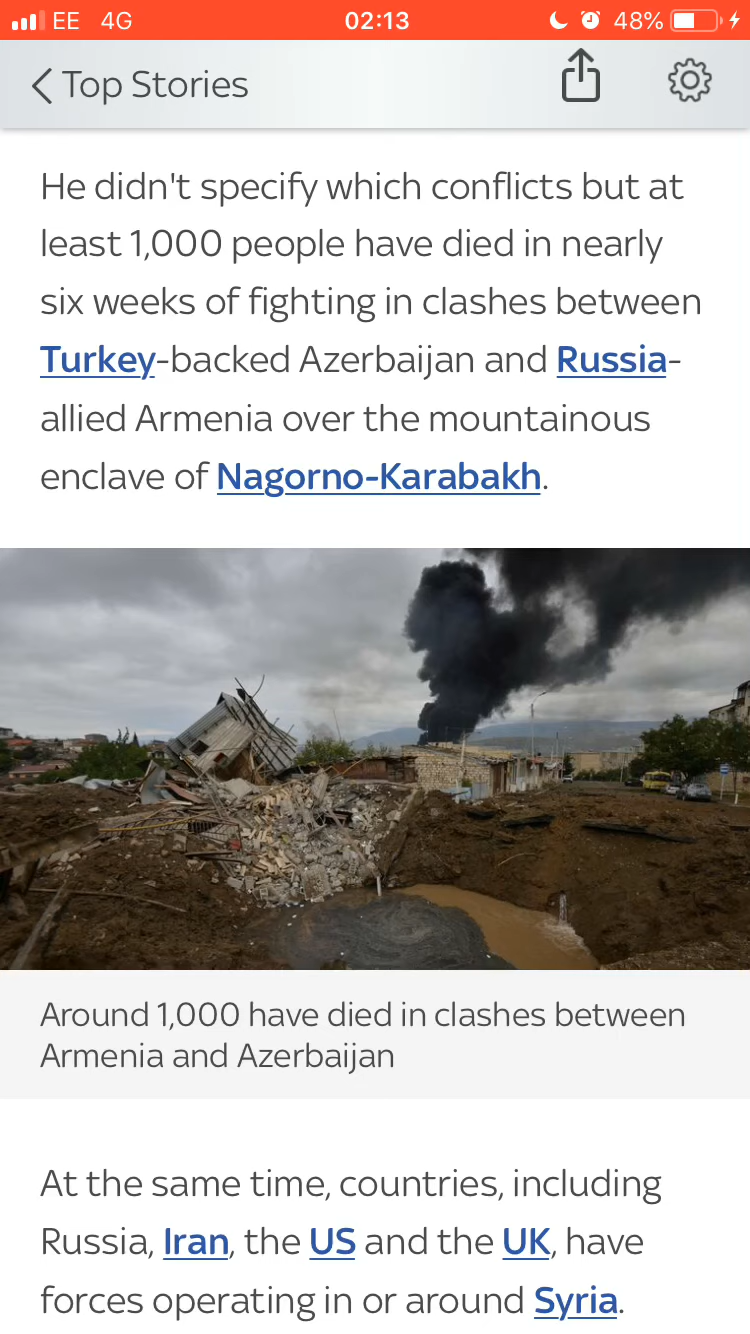 EE 4G 02:13 48%
Top Stories
He didn't specify which conflicts but at
least 1,000 people have died in nearly
six weeks of fighting in clashes between
Turkey-backed Azerbaijan and Russia-
allied Armenia over the mountainous
enclave of Nagorno-Karabakh.
Around 1,000 have died in clashes between
Armenia and Azerbaijan
At the same time, countries, including
Russia, Iran, the US and the UK, have
forces operating in or around Syria.